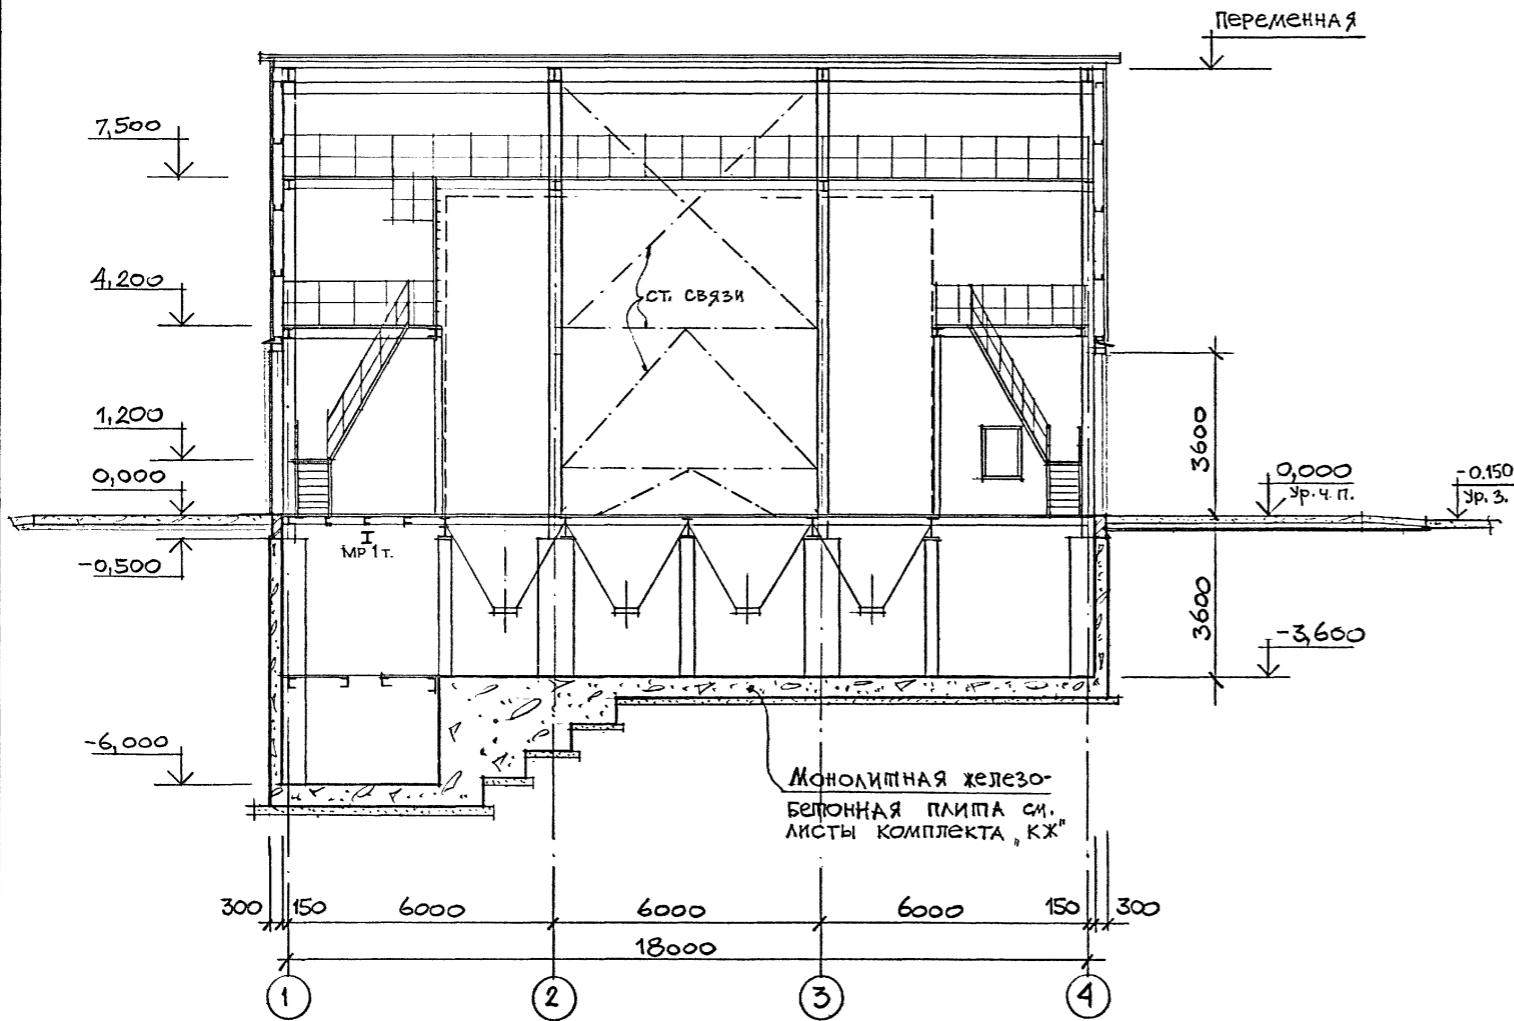 Переменная
7,500
4,200
ст. связи
1,200
3600
0,000
0,000
Ур.ч.п.
-0.150
Ур.з.
МР 1т.
-0,500
3600
-3,600
-6,000
Монолитная железо-
бетонная плита см.
листы комплекта „КЖ"
300 150 6000 6000 6000 150 300
18000
1 2 3 4